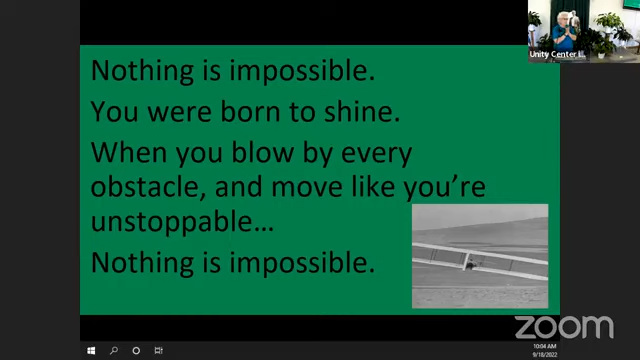 Unity Center i...
Nothing is impossible.
You were born to shine.
When you blow by every
obstacle, and move like you’re
unstoppable…
Nothing is impossible.
zoom
10:04 AM
9/18/2022